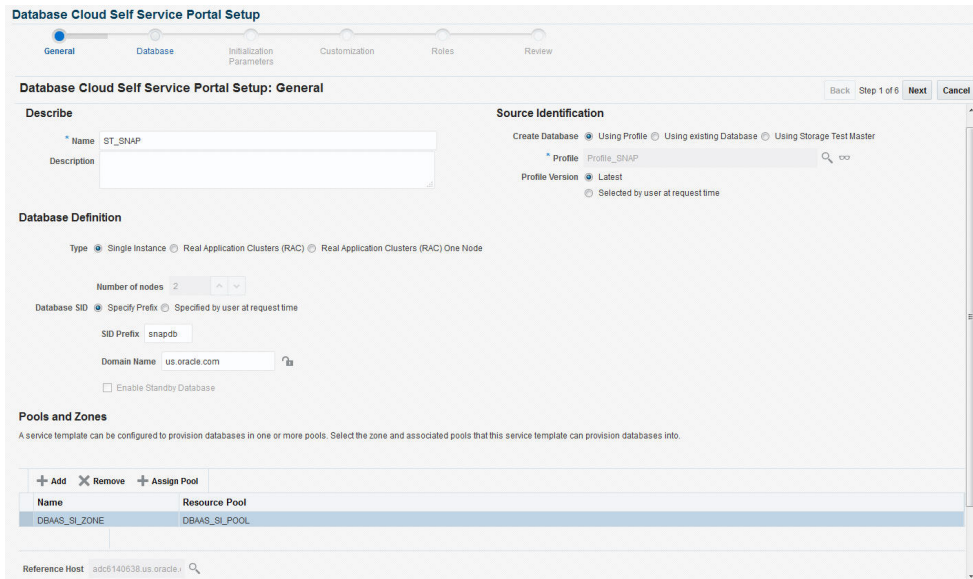 Database Cloud Self Service Portal Setup
General Database Initialization Parameters Customization Roles Review
Database Cloud Self Service Portal Setup: General
Back Step 1 of 6 Next Cancel
Describe
* Name ST_SNAP
Description
Source Identification
Create Database Using Profile Using existing Database Using Storage Test Master
* Profile Profile_SNAP
Profile Version Latest
Selected by user at request time
Database Definition
Type Single Instance Real Application Clusters (RAC) Real Application Clusters (RAC) One Node
Number of nodes 2
Database SID Specify Prefix Specified by user at request time
SID Prefix snapdb
Domain Name us.oracle.com
Enable Standby Database
Pools and Zones
A service template can be configured to provision databases in one or more pools. Select the zone and associated pools that this service template can provision databases into.
Add Remove Assign Pool
Name Resource Pool
DBAAS_SI_ZONE DBAAS_SI_POOL
Reference Host adc6140638.us.oracle.